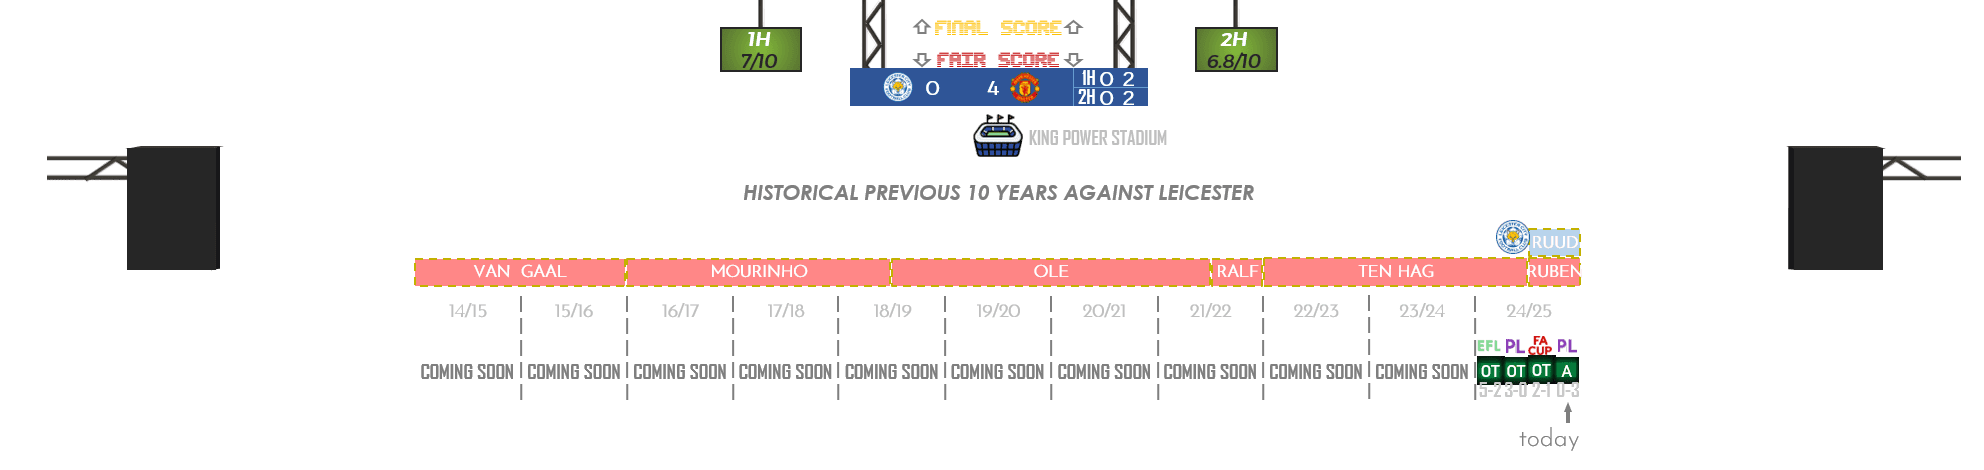 FINAL SCORE
1H
7/10
2H
6.8/10
FAIR SCORE
0 4
1H 0 2
2H 0 2
KING POWER STADIUM
HISTORICAL PREVIOUS 10 YEARS AGAINST LEICESTER
RUUD
VAN GAAL MOURINHO OLE RALF TEN HAG RUBEN
14/15 15/16 16/17 17/18 18/19 19/20 20/21 21/22 22/23 23/24 24/25
EFL PL FA CUP PL
COMING SOON COMING SOON COMING SOON COMING SOON COMING SOON COMING SOON COMING SOON COMING SOON COMING SOON COMING SOON OT OT OT A
5-2 3-0 2-1 0-3
today